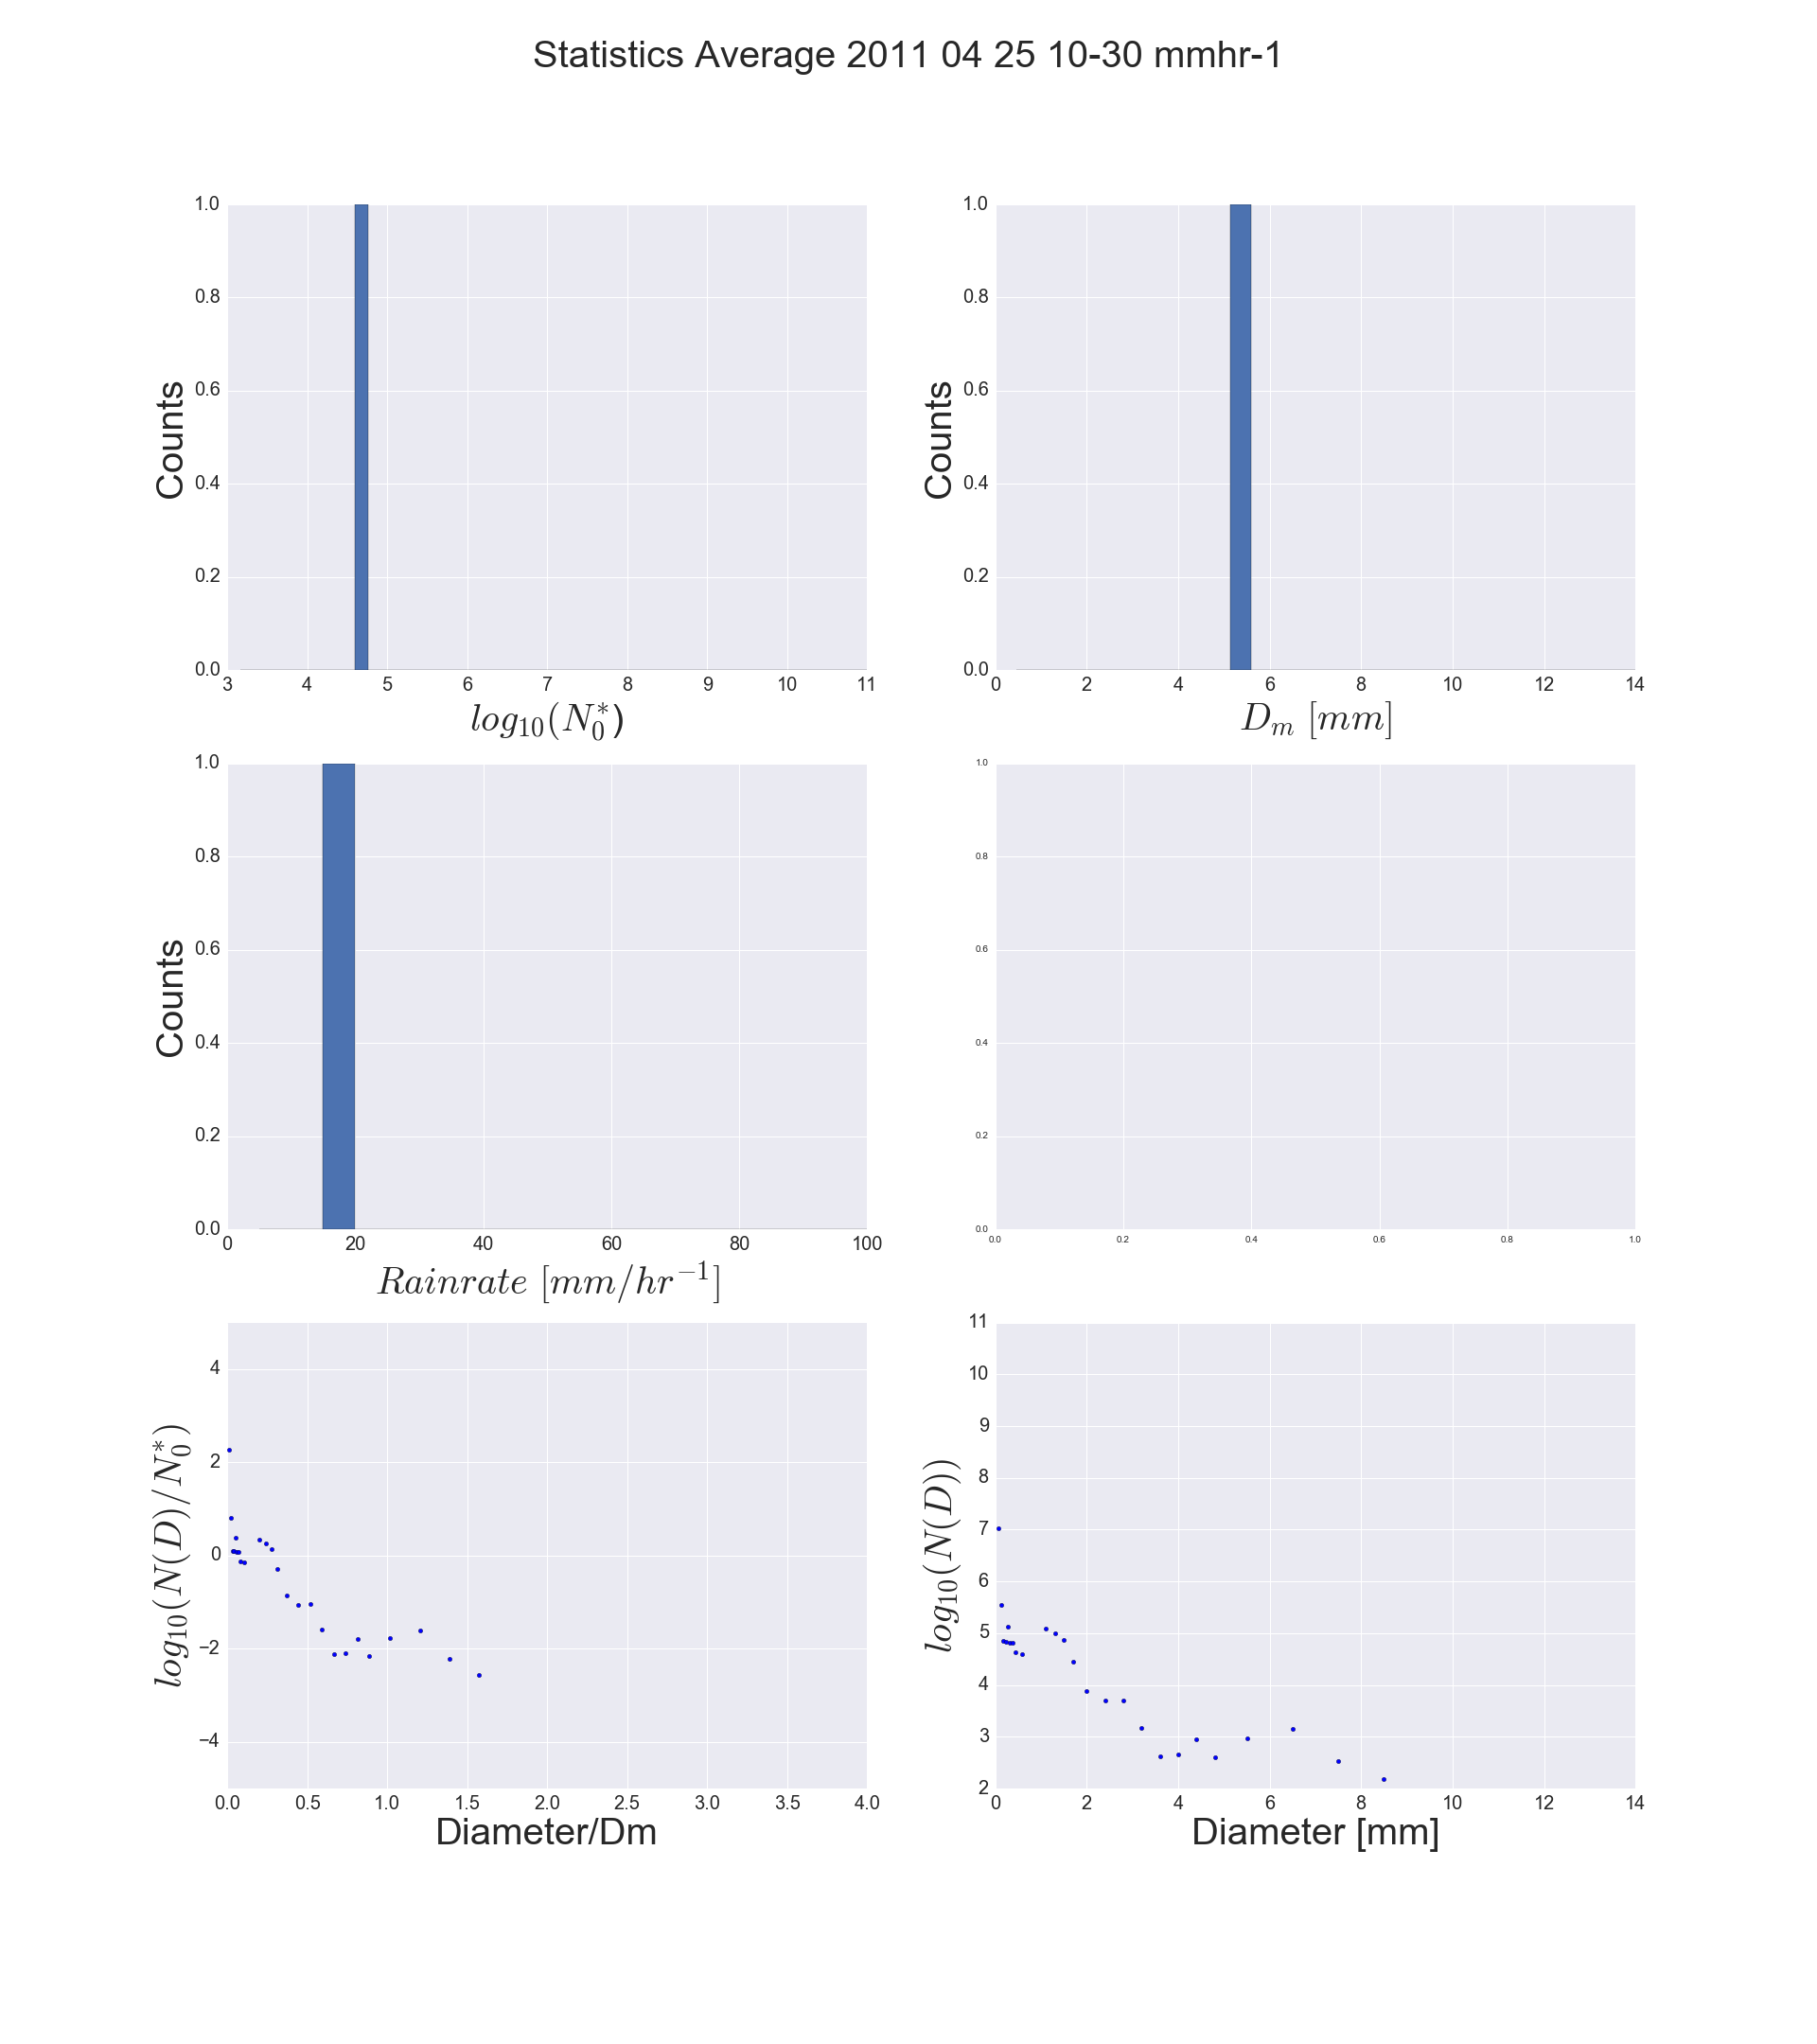 Statistics Average 2011 04 25 10-30 mmhr-1
1.0 0.8 0.6 0.4 0.2 0.0
Counts
3 4 5 6 7 8 9 10 11
log₁₀(N₀*)
1.0 0.8 0.6 0.4 0.2 0.0
Counts
0 2 4 6 8 10 12 14
Dₘ [mm]
1.0 0.8 0.6 0.4 0.2 0.0
Counts
0 20 40 60 80 100
Rainrate [mm/hr⁻¹]
1.0 0.8 0.6 0.4 0.2 0.0
0.0 0.2 0.4 0.6 0.8 1.0
4 2 0 −2 −4
log₁₀(N(D)/N₀*)
0.0 0.5 1.0 1.5 2.0 2.5 3.0 3.5 4.0
Diameter/Dm
11 10 9 8 7 6 5 4 3 2
log₁₀(N(D))
0 2 4 6 8 10 12 14
Diameter [mm]